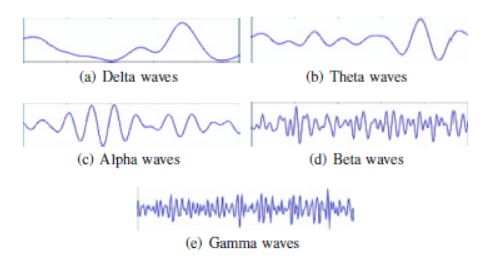 (a) Delta waves
(b) Theta waves
(c) Alpha waves
(d) Beta waves
(e) Gamma waves